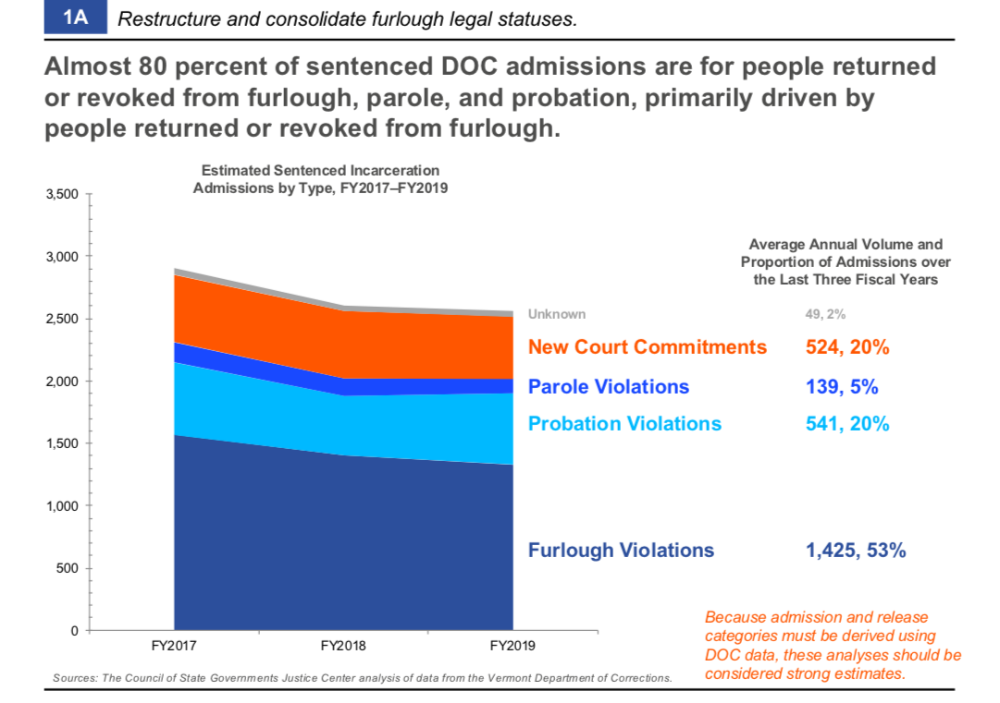 1A Restructure and consolidate furlough legal statuses.
Almost 80 percent of sentenced DOC admissions are for people returned
or revoked from furlough, parole, and probation, primarily driven by
people returned or revoked from furlough.
Estimated Sentenced Incarceration
Admissions by Type, FY2017–FY2019
3,500
3,000
2,500
2,000
1,500
1,000
500
0
FY2017 FY2018 FY2019
Average Annual Volume and
Proportion of Admissions over
the Last Three Fiscal Years
Unknown 49, 2%
New Court Commitments 524, 20%
Parole Violations 139, 5%
Probation Violations 541, 20%
Furlough Violations 1,425, 53%
Because admission and release
categories must be derived using
DOC data, these analyses should be
considered strong estimates.
Sources: The Council of State Governments Justice Center analysis of data from the Vermont Department of Corrections.